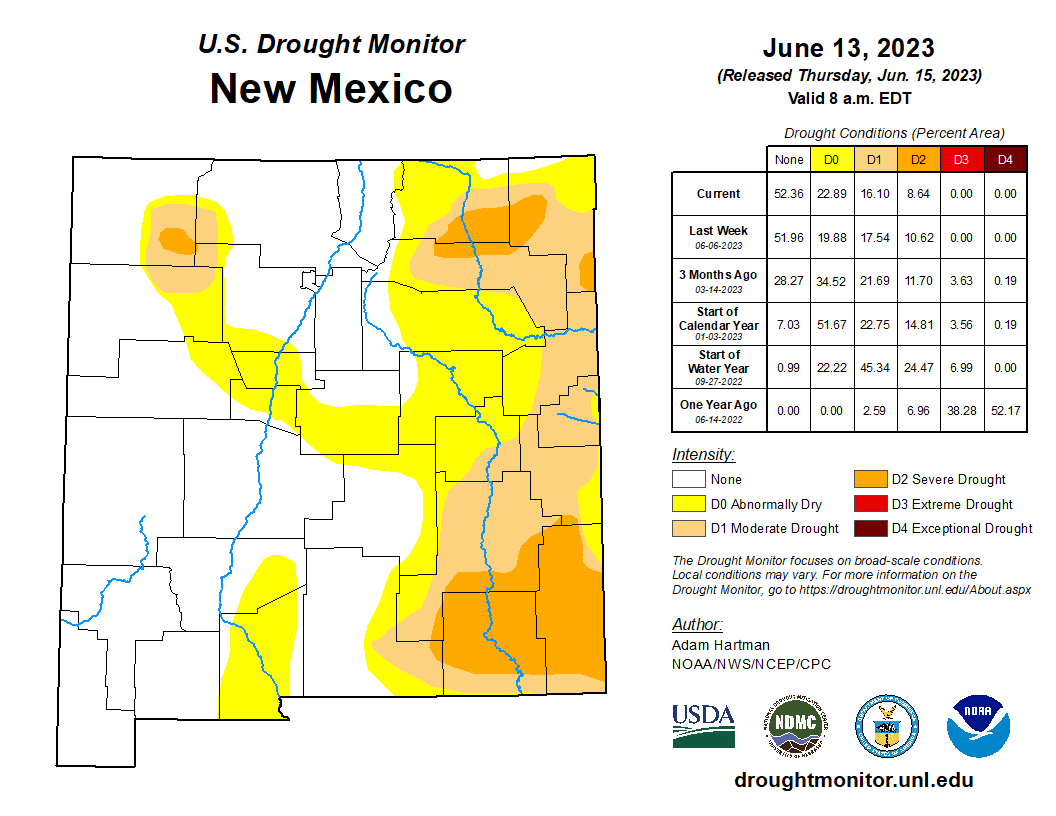 U.S. Drought Monitor
New Mexico
June 13, 2023
(Released Thursday, Jun. 15, 2023)
Valid 8 a.m. EDT
Drought Conditions (Percent Area)
None D0 D1 D2 D3 D4
Current 52.36 22.89 16.10 8.64 0.00 0.00
Last Week
06-06-2023 51.96 19.88 17.54 10.62 0.00 0.00
3 Months Ago
03-14-2023 28.27 34.52 21.69 11.70 3.63 0.19
Start of
Calendar Year
01-03-2023 7.03 51.67 22.75 14.81 3.56 0.19
Start of
Water Year
09-27-2022 0.99 22.22 45.34 24.47 6.99 0.00
One Year Ago
06-14-2022 0.00 0.00 2.59 6.96 38.28 52.17
Intensity:
None
D0 Abnormally Dry
D1 Moderate Drought
D2 Severe Drought
D3 Extreme Drought
D4 Exceptional Drought
The Drought Monitor focuses on broad-scale conditions.
Local conditions may vary. For more information on the
Drought Monitor, go to https://droughtmonitor.unl.edu/About.aspx
Author:
Adam Hartman
NOAA/NWS/NCEP/CPC
USDA
NDMC
NOAA
droughtmonitor.unl.edu